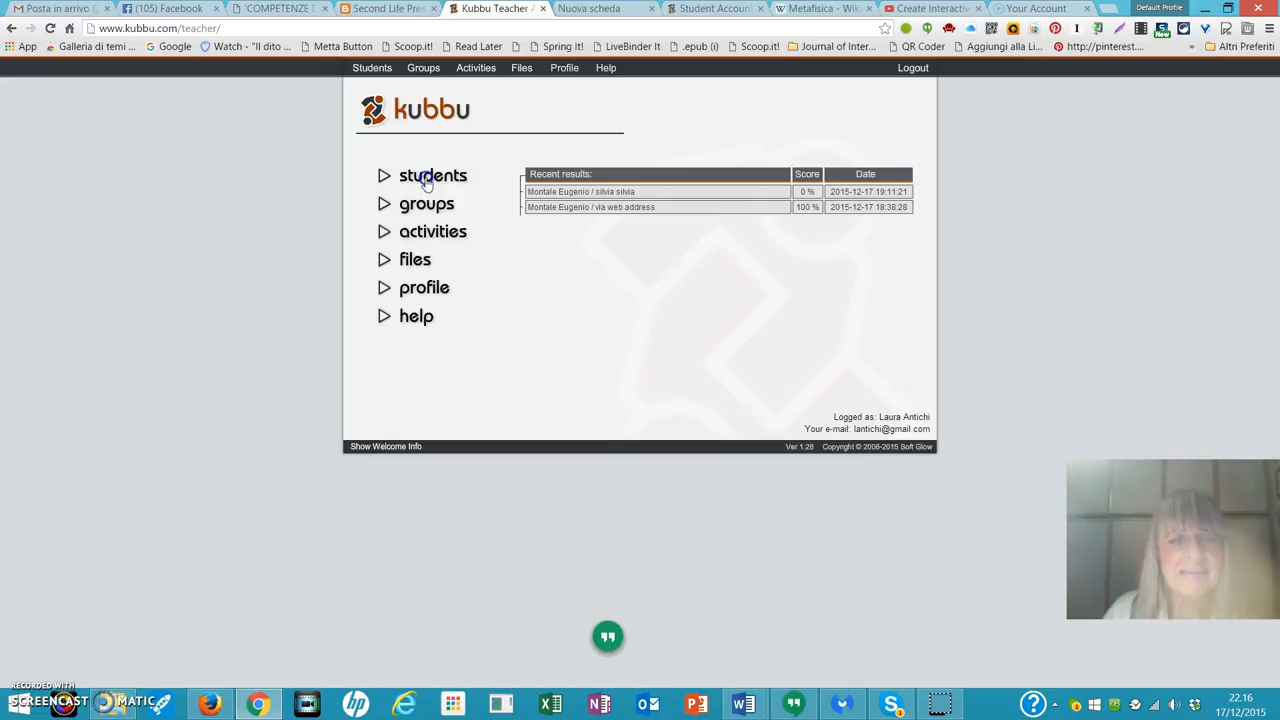 Posta in arrivo (
(105) Facebook
'COMPETENZE D
Second Life Pres
Kubbu Teacher A
Nuova scheda
Student Account
Metafisica - Wiki
Create Interactiv
Your Account
Default Profile
www.kubbu.com/teacher/
App
Galleria di temi ...
Google
Watch - "Il dito ...
Metta Button
Scoop.it!
Read Later
Spring It!
LiveBinder It
.epub (i)
Scoop.it!
Journal of Inter...
QR Coder
Aggiungi alla Li...
http://pinterest....
» Altri Preferiti
Students Groups Activities Files Profile Help Logout
kubbu
students
groups
activities
files
profile
help
Recent results: Score Date
Montale Eugenio / silvia silvia 0 % 2015-12-17 19:11:21
Montale Eugenio / via web address 100 % 2015-12-17 18:38:28
Logged as: Laura Antichi
Your e-mail: lantichi@gmail.com
Show Welcome Info Ver 1.28 Copyright © 2006-2015 Soft Glow
RECORDED WITH
SCREENCAST MATIC
22.16
17/12/2015